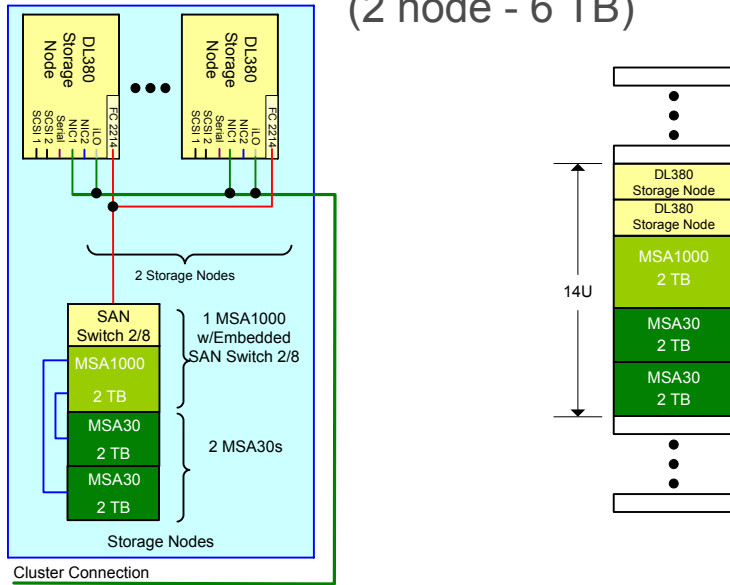 (2 node - 6 TB)
DL380
Storage
Node
SCSI 1
SCSI 2
Serial
NIC1
NIC2
iLO
FC 2214
DL380
Storage
Node
SCSI 1
SCSI 2
Serial
NIC1
NIC2
iLO
FC 2214
2 Storage Nodes
SAN
Switch 2/8
MSA1000
2 TB
MSA30
2 TB
MSA30
2 TB
1 MSA1000
w/Embedded
SAN Switch 2/8
2 MSA30s
Storage Nodes
Cluster Connection
14U
DL380
Storage Node
DL380
Storage Node
MSA1000
2 TB
MSA30
2 TB
MSA30
2 TB